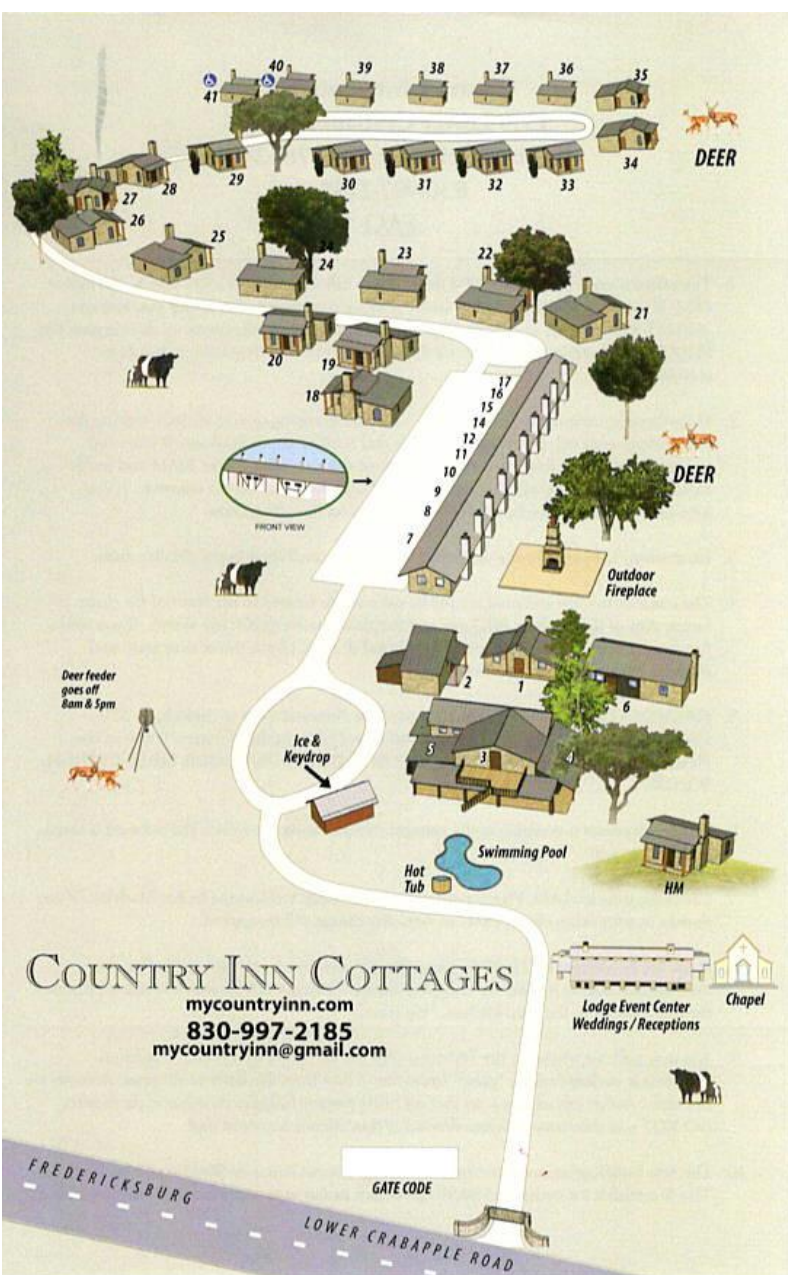 40
39
38
37
36
35
41
34
DEER
29
30
31
32
33
28
27
26
25
24
24
23
22
21
20
19
18
17
16
15
14
12
11
10
9
8
7
FRONT VIEW
DEER
Outdoor
Fireplace
2
1
6
Deer feeder
goes off
8am & 5pm
Ice &
Keydrop
5
3
4
Swimming Pool
Hot
Tub
HM
COUNTRY INN COTTAGES
mycountryinn.com
830-997-2185
mycountryinn@gmail.com
Lodge Event Center
Weddings / Receptions
Chapel
GATE CODE
FREDERICKSBURG
LOWER CRABAPPLE ROAD